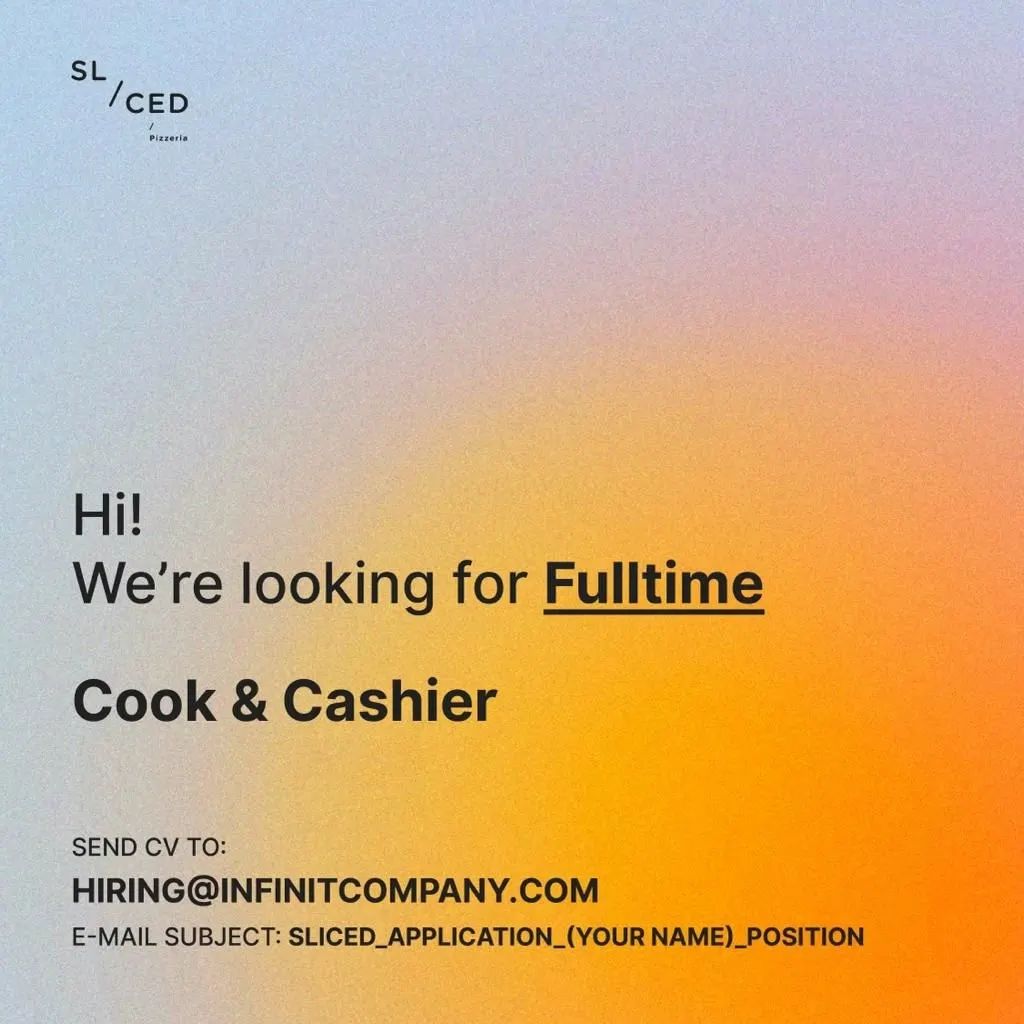 SL
/CED
/
Pizzeria
Hi!
We’re looking for Fulltime
Cook & Cashier
SEND CV TO:
HIRING@INFINITCOMPANY.COM
E-MAIL SUBJECT: SLICED_APPLICATION_(YOUR NAME)_POSITION